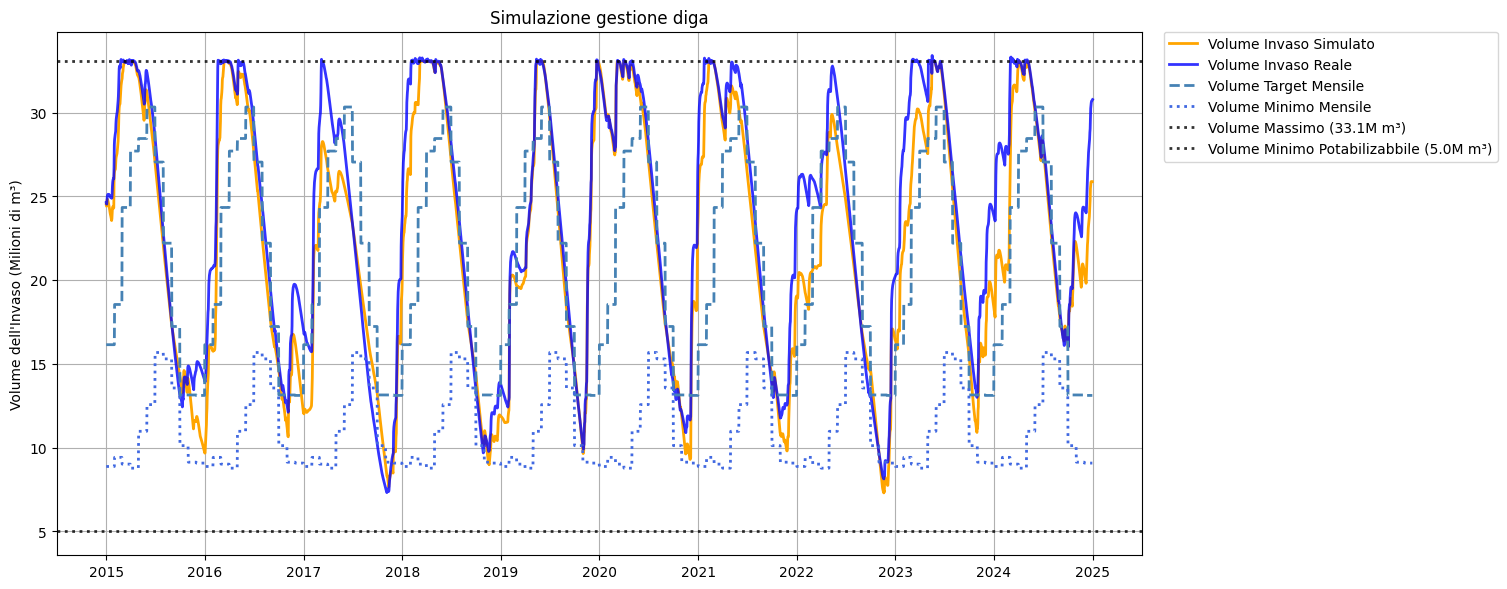 Simulazione gestione diga
Volume dell'Invaso (Milioni di m³)
30
25
20
15
10
5
2015
2016
2017
2018
2019
2020
2021
2022
2023
2024
2025
Volume Invaso Simulato
Volume Invaso Reale
Volume Target Mensile
Volume Minimo Mensile
Volume Massimo (33.1M m³)
Volume Minimo Potabilizabbile (5.0M m³)